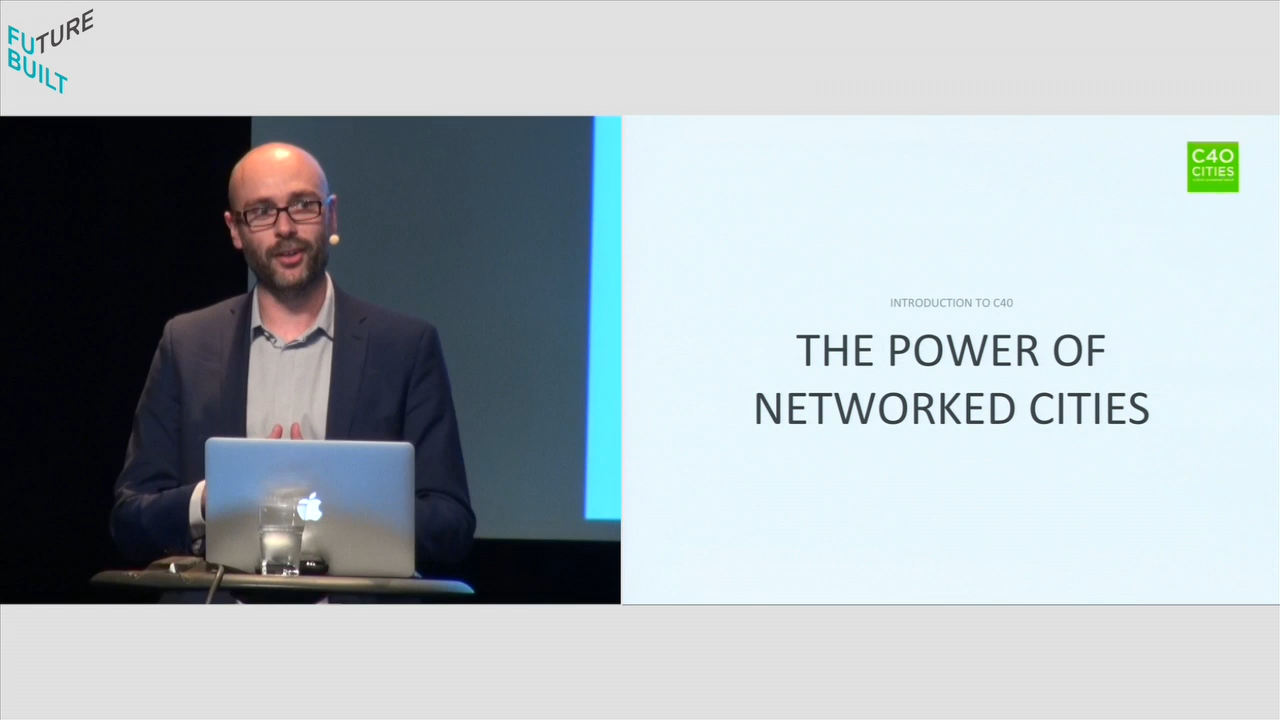 FUTURE
BUILT
C40
CITIES
INTRODUCTION TO C40
THE POWER OF
NETWORKED CITIES